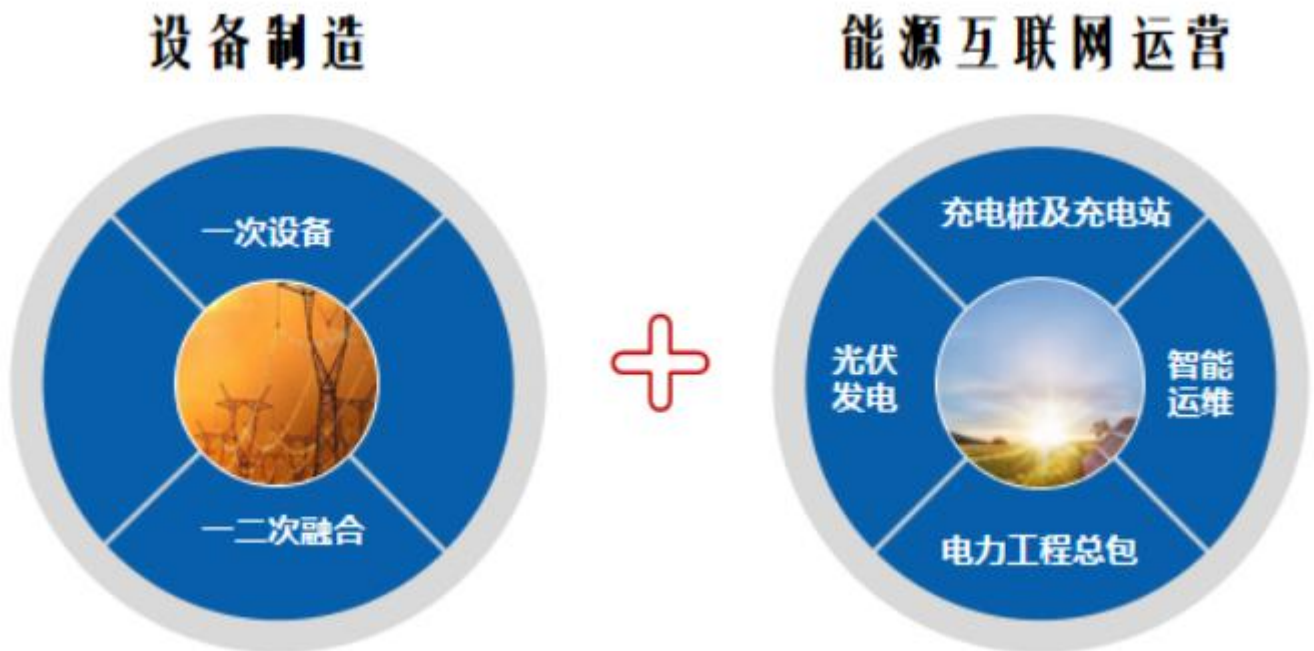 设备制造
能源互联网运营
一次设备
一二次融合
充电桩及充电站
光伏
发电
智能
运维
电力工程总包